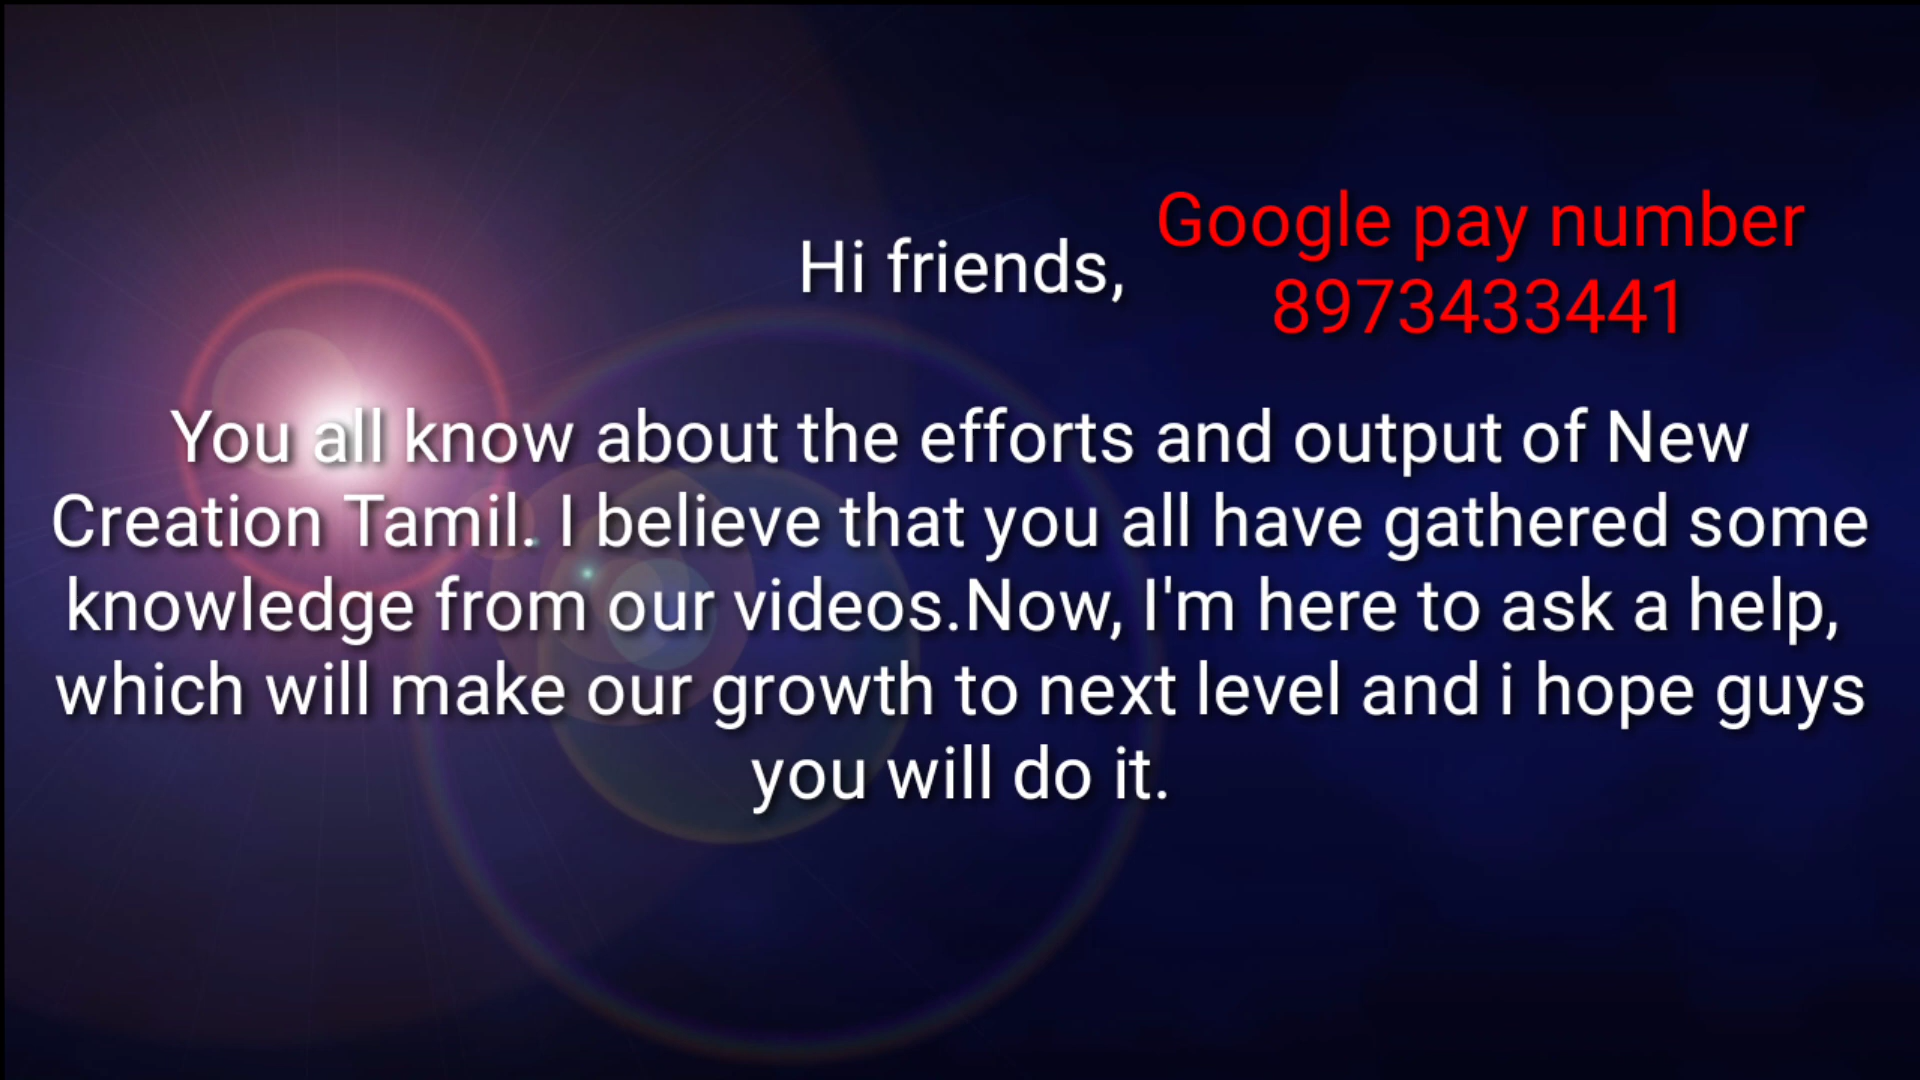 Google pay number
8973433441
Hi friends,
You all know about the efforts and output of New
Creation Tamil. I believe that you all have gathered some
knowledge from our videos.Now, I'm here to ask a help,
which will make our growth to next level and i hope guys
you will do it.